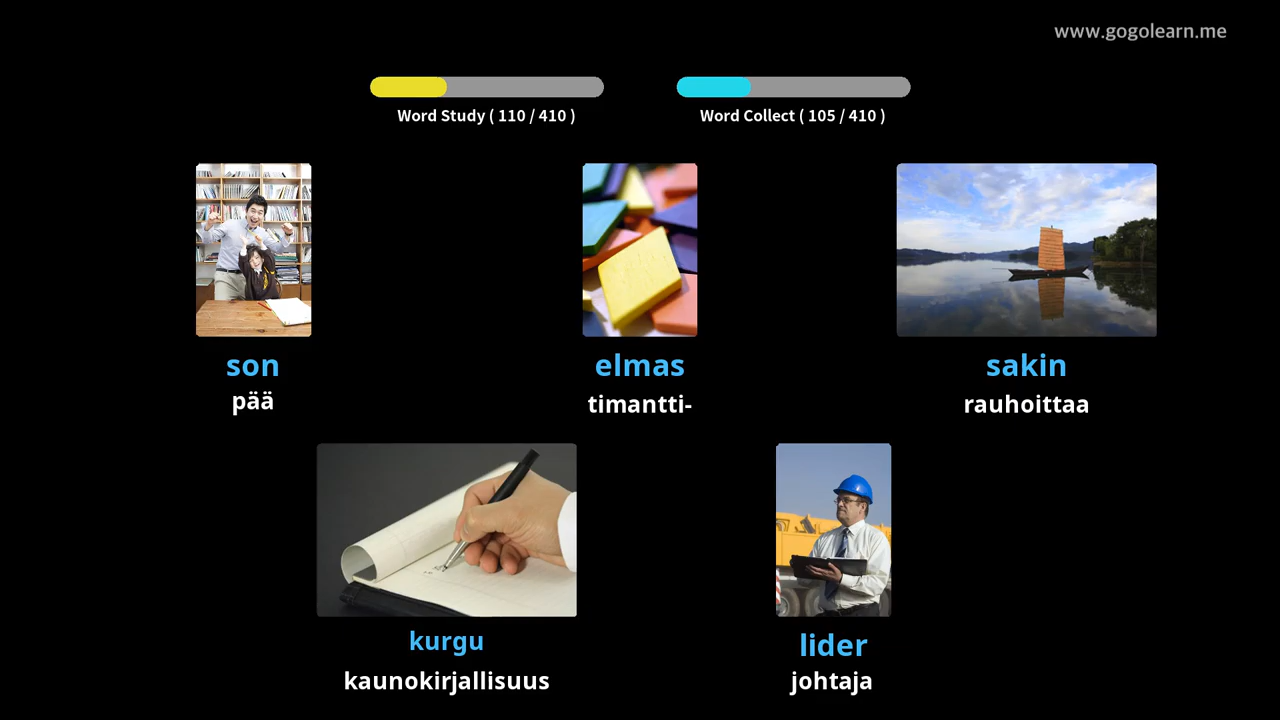 www.gogolearn.me
Word Study ( 110 / 410 )
Word Collect ( 105 / 410 )
son
pää
elmas
timantti-
sakin
rauhoittaa
kurgu
kaunokirjallisuus
lider
johtaja